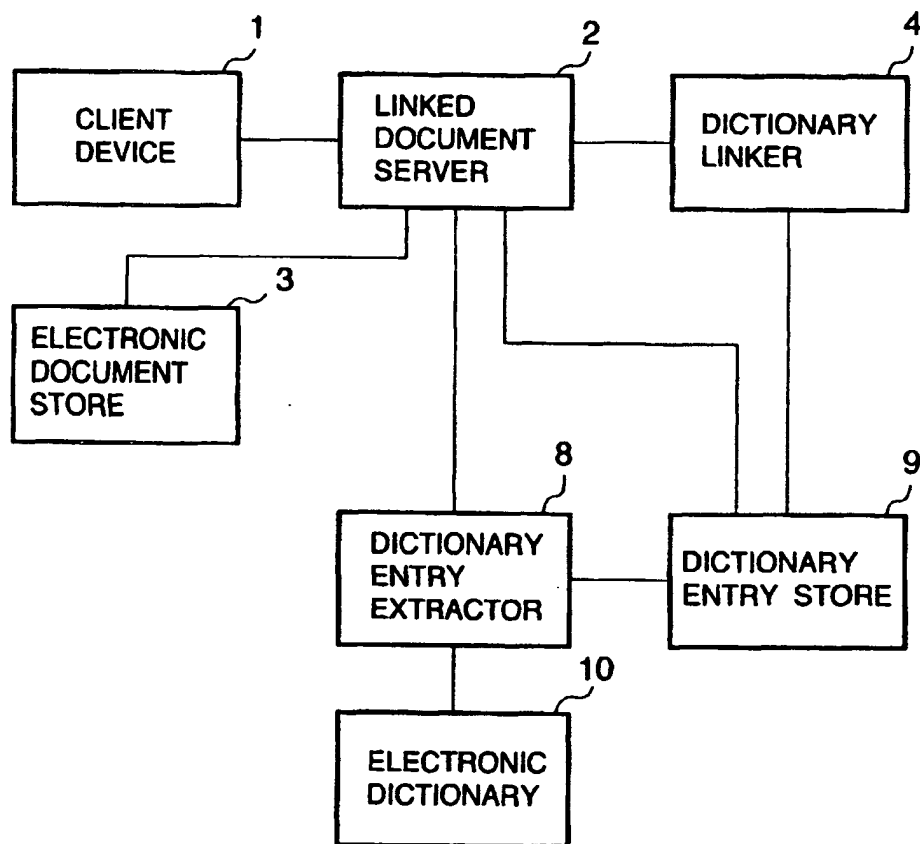 1
2
4
CLIENT
DEVICE
LINKED
DOCUMENT
SERVER
DICTIONARY
LINKER
3
ELECTRONIC
DOCUMENT
STORE
8
9
DICTIONARY
ENTRY
EXTRACTOR
DICTIONARY
ENTRY STORE
10
ELECTRONIC
DICTIONARY